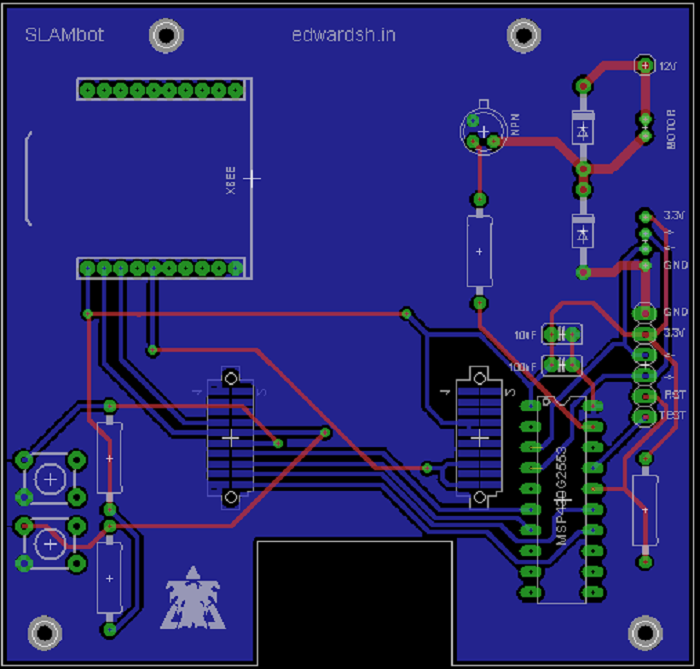 SLAMbot
edwardsh.in
12V
MOTOR
NPN
XBEE
3.3V
GND
GND
10uF
3.3V
100nF
RST
TEST
MSP430G2553